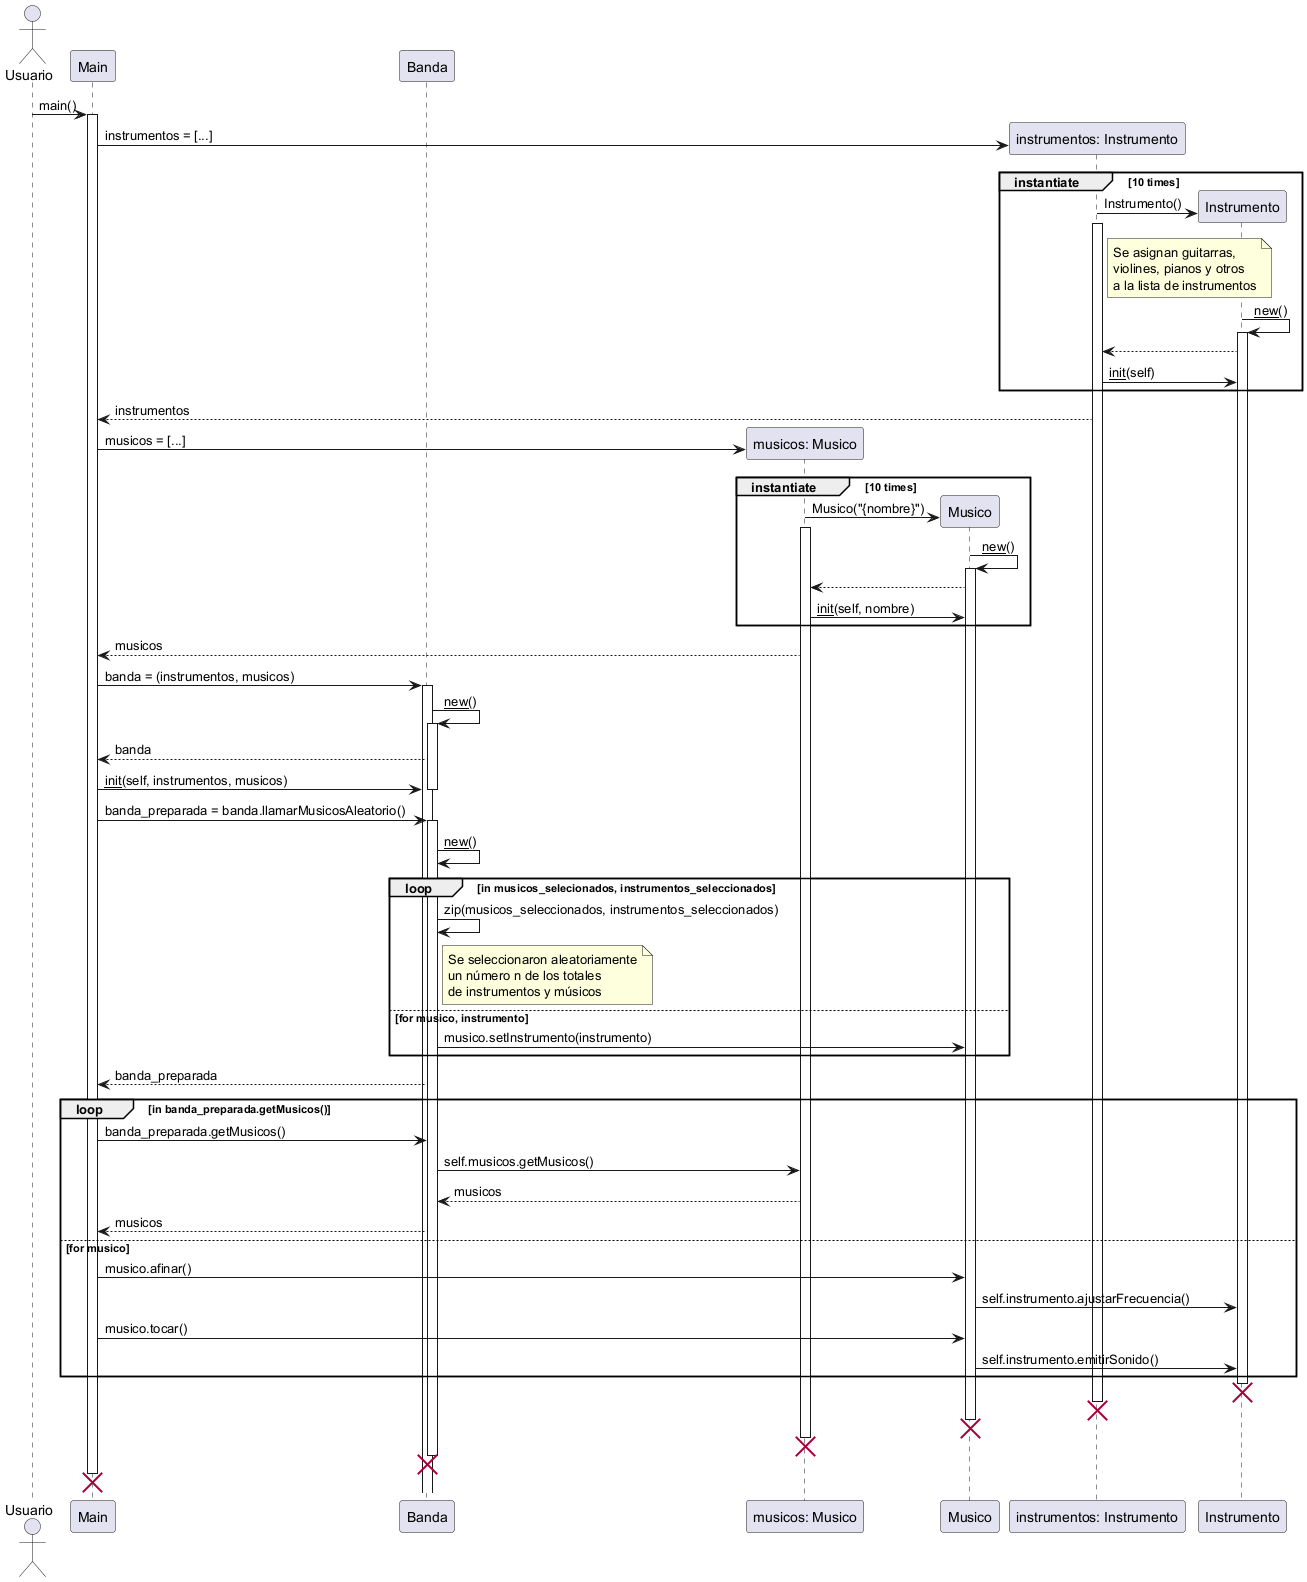 Usuario
Main
Banda
main()
instrumentos = [...]
instrumentos: Instrumento
instantiate [10 times]
Instrumento()
Instrumento
Se asignan guitarras,
violines, pianos y otros
a la lista de instrumentos
new()
init(self)
instrumentos
musicos = [...]
musicos: Musico
instantiate [10 times]
Musico("{nombre}")
Musico
new()
init(self, nombre)
musicos
banda = (instrumentos, musicos)
new()
banda
init(self, instrumentos, musicos)
banda_preparada = banda.llamarMusicosAleatorio()
new()
loop [in musicos_selecionados, instrumentos_seleccionados]
zip(musicos_seleccionados, instrumentos_seleccionados)
Se seleccionaron aleatoriamente
un número n de los totales
de instrumentos y músicos
[for musico, instrumento]
musico.setInstrumento(instrumento)
banda_preparada
loop [in banda_preparada.getMusicos()]
banda_preparada.getMusicos()
self.musicos.getMusicos()
musicos
musicos
[for musico]
musico.afinar()
self.instrumento.ajustarFrecuencia()
musico.tocar()
self.instrumento.emitirSonido()
Usuario
Main
Banda
musicos: Musico
Musico
instrumentos: Instrumento
Instrumento